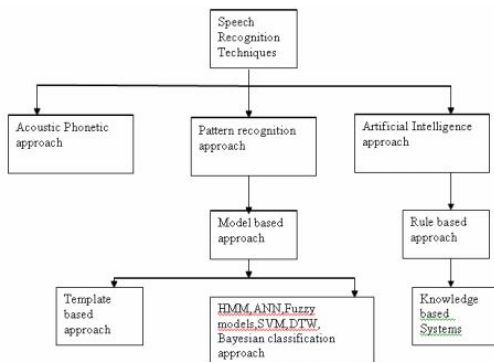 Speech
Recognition
Techniques
Acoustic Phonetic
approach
Pattern recognition
approach
Artificial Intelligence
approach
Model based
approach
Rule based
approach
Template
based
approach
HMM,ANN,Fuzzy
models,SVM,DTW,
Bayesian classification
approach
Knowledge
based
Systems